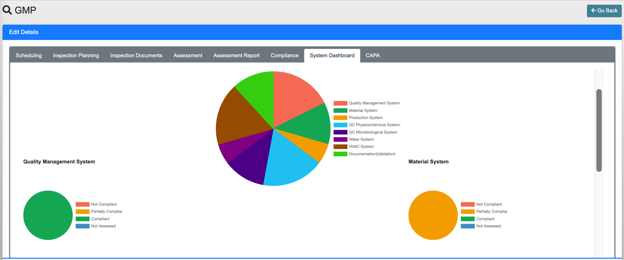 GMP
Go Back
Edit Details
Scheduling Inspection Planning Inspection Documents Assessment Assessment Report Compliance System Dashboard CAPA
Quality Management System
Material System
Production System
QC Physicochemical System
QC Microbiological System
Water System
HVAC System
Documentation(Validation)
Quality Management System
Not Compliant
Partially Compliar
Compliant
Not Assessed
Material System
Not Compliant
Partially Compliar
Compliant
Not Assessed